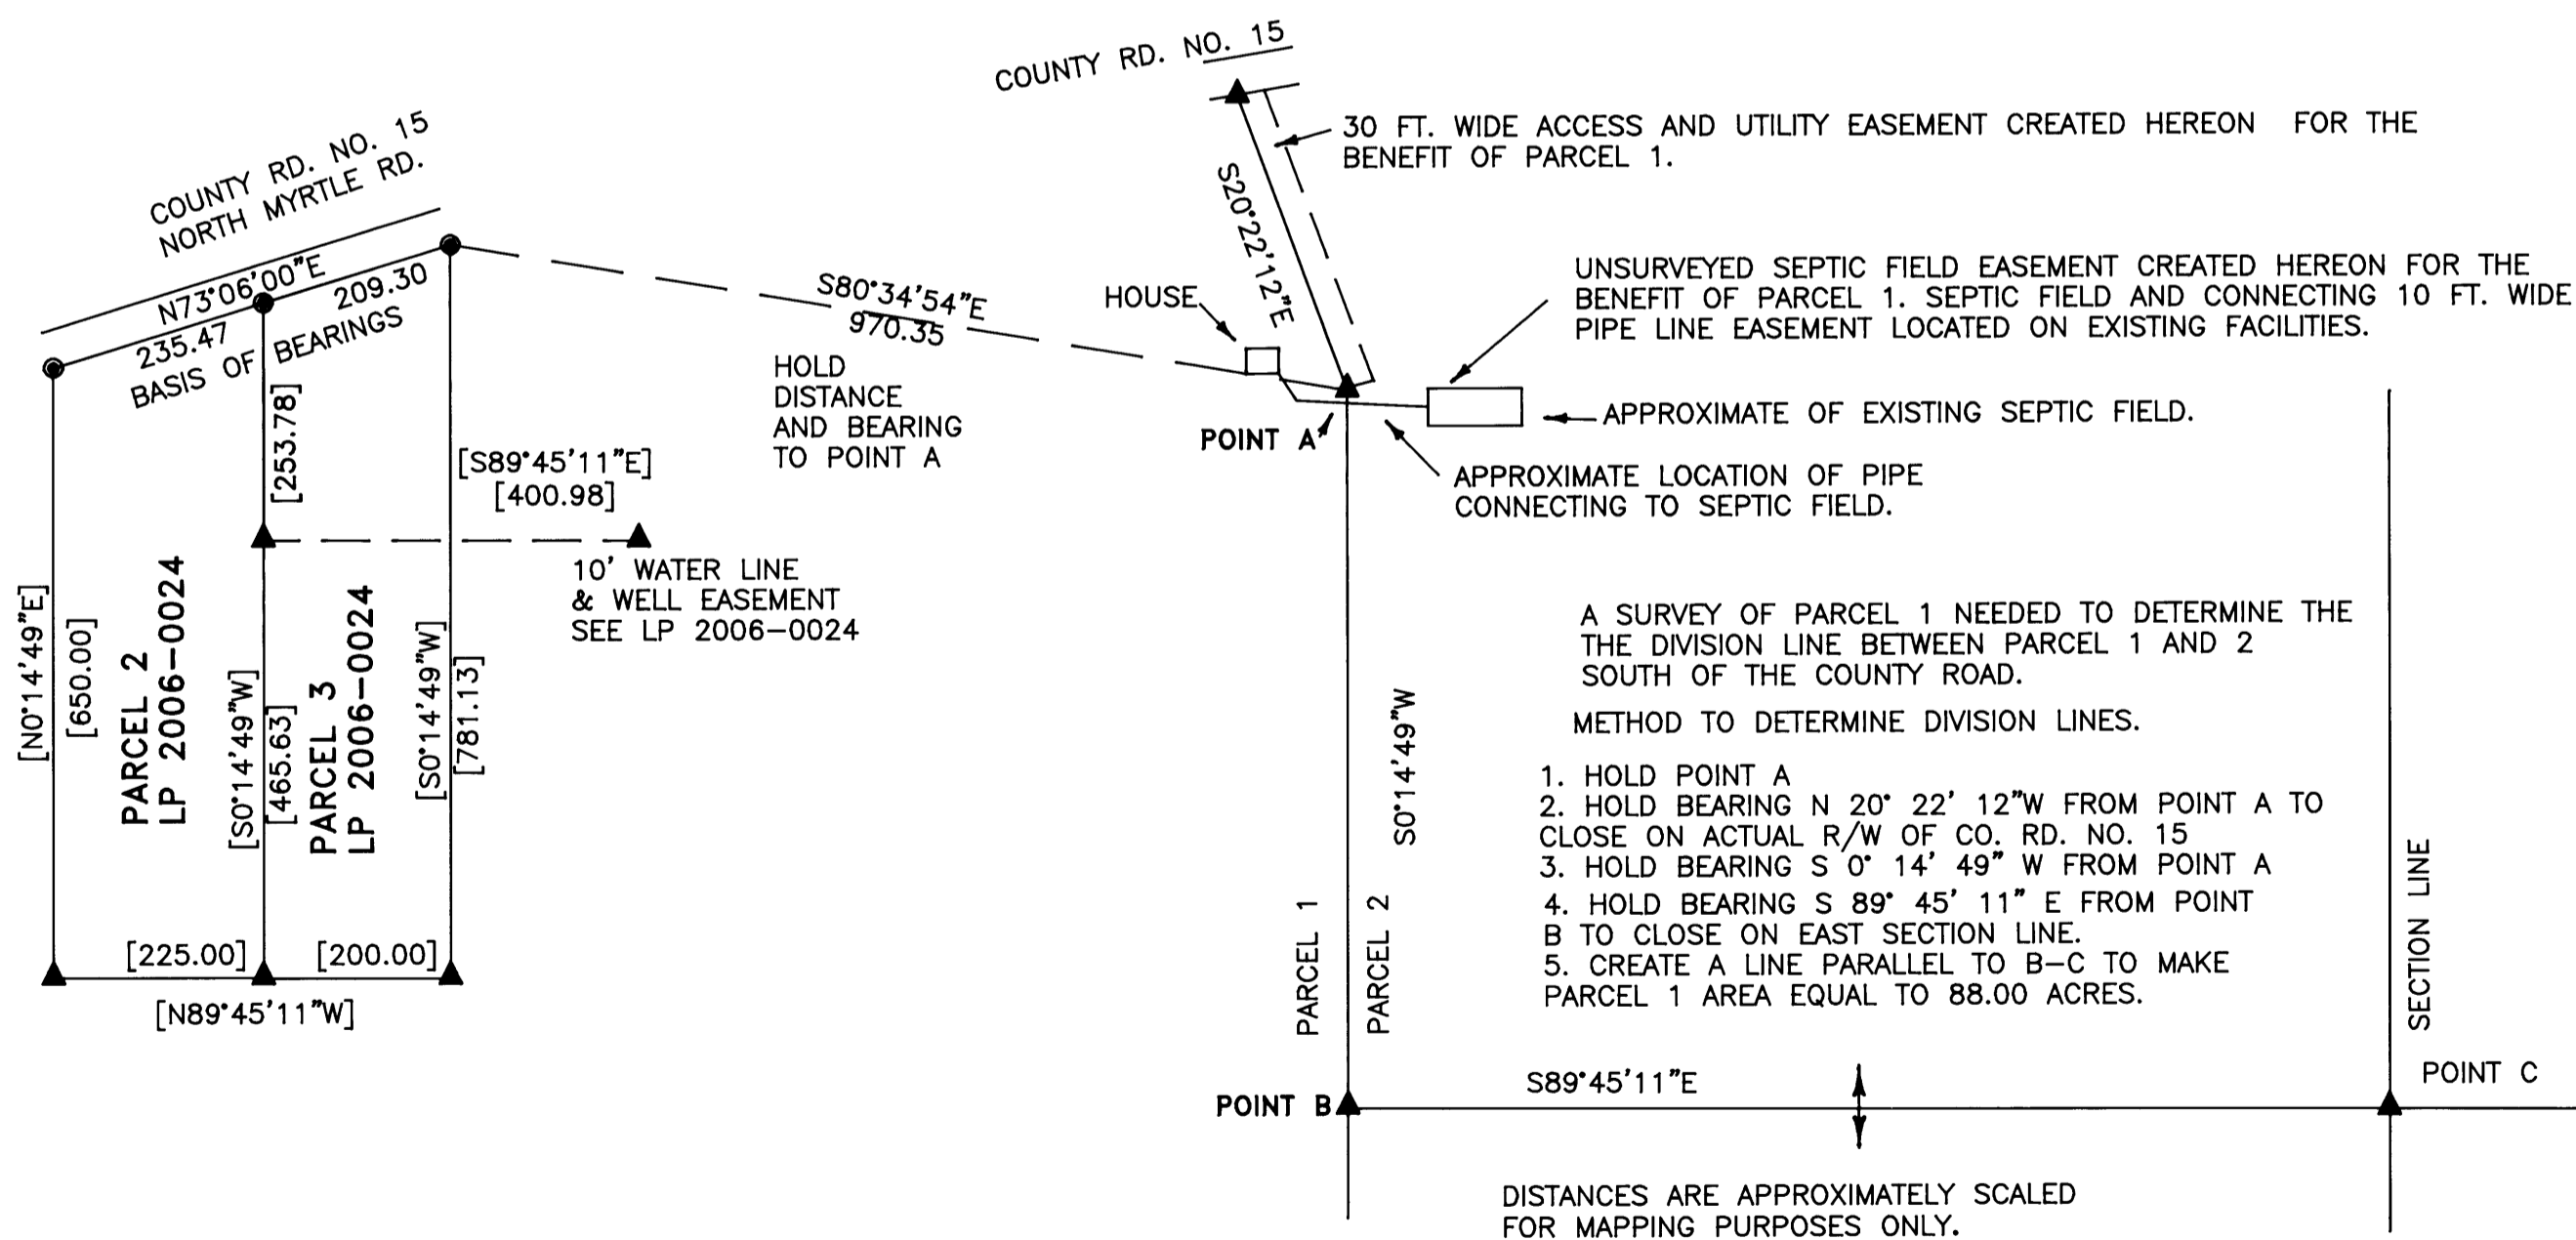 COUNTY RD. NO. 15
NORTH MYRTLE RD.
N73°06'00"E
235.47
209.30
BASIS OF BEARINGS
[253.78]
[S89°45'11"E]
[400.98]
10' WATER LINE
& WELL EASEMENT
SEE LP 2006-0024
[N0°14'49"E]
[650.00]
PARCEL 2
LP 2006-0024
[S0°14'49"W]
[465.63]
PARCEL 3
LP 2006-0024
[S0°14'49"W]
[781.13]
[225.00]
[200.00]
[N89°45'11"W]
S80°34'54"E
970.35
HOLD
DISTANCE
AND BEARING
TO POINT A
COUNTY RD. NO. 15
S20°22'12"E
30 FT. WIDE ACCESS AND UTILITY EASEMENT CREATED HEREON FOR THE
BENEFIT OF PARCEL 1.
HOUSE
UNSURVEYED SEPTIC FIELD EASEMENT CREATED HEREON FOR THE
BENEFIT OF PARCEL 1. SEPTIC FIELD AND CONNECTING 10 FT. WIDE
PIPE LINE EASEMENT LOCATED ON EXISTING FACILITIES.
APPROXIMATE OF EXISTING SEPTIC FIELD.
POINT A
APPROXIMATE LOCATION OF PIPE
CONNECTING TO SEPTIC FIELD.
A SURVEY OF PARCEL 1 NEEDED TO DETERMINE THE
THE DIVISION LINE BETWEEN PARCEL 1 AND 2
SOUTH OF THE COUNTY ROAD.
METHOD TO DETERMINE DIVISION LINES.
1. HOLD POINT A
2. HOLD BEARING N 20° 22' 12"W FROM POINT A TO
CLOSE ON ACTUAL R/W OF CO. RD. NO. 15
3. HOLD BEARING S 0° 14' 49" W FROM POINT A
4. HOLD BEARING S 89° 45' 11" E FROM POINT
B TO CLOSE ON EAST SECTION LINE.
5. CREATE A LINE PARALLEL TO B-C TO MAKE
PARCEL 1 AREA EQUAL TO 88.00 ACRES.
S0°14'49"W
PARCEL 1
PARCEL 2
SECTION LINE
POINT C
S89°45'11"E
POINT B
DISTANCES ARE APPROXIMATELY SCALED
FOR MAPPING PURPOSES ONLY.